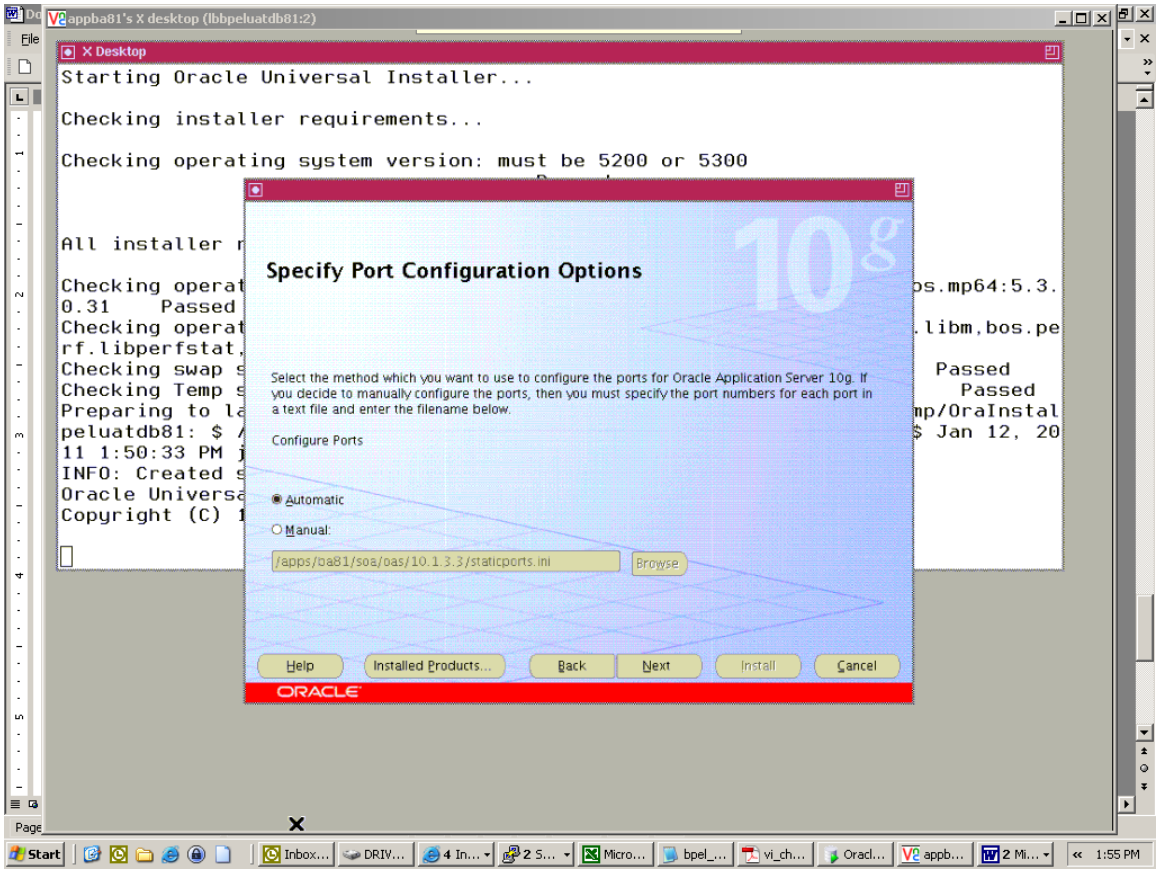 Do
appba81's X desktop (lbbpeluatdb81:2)
File
X Desktop
Starting Oracle Universal Installer...
Checking installer requirements...
Checking operating system version: must be 5200 or 5300
All installer r
Checking operat os.mp64:5.3.
0.31 Passed
Checking operat .libm,bos.pe
rf.libperfstat,
Checking swap s Passed
Checking Temp s Passed
Preparing to la mp/OraInstal
peluatdb81: $ / $ Jan 12, 20
11 1:50:33 PM j
INFO: Created s
Oracle Universa
Copyright (C) 1
10g
Specify Port Configuration Options
Select the method which you want to use to configure the ports for Oracle Application Server 10g. If
you decide to manually configure the ports, then you must specify the port numbers for each port in
a text file and enter the filename below.
Configure Ports
Automatic
Manual:
/apps/ba81/soa/oas/10.1.3.3/staticports.ini
Browse
Help Installed Products... Back Next Install Cancel
ORACLE
1
2
3
4
5
Page
Start Inbox... DRIV... 4 In... 2 S... Micro... bpel_... vi_ch... Oracl... appb... 2 Mi... « 1:55 PM